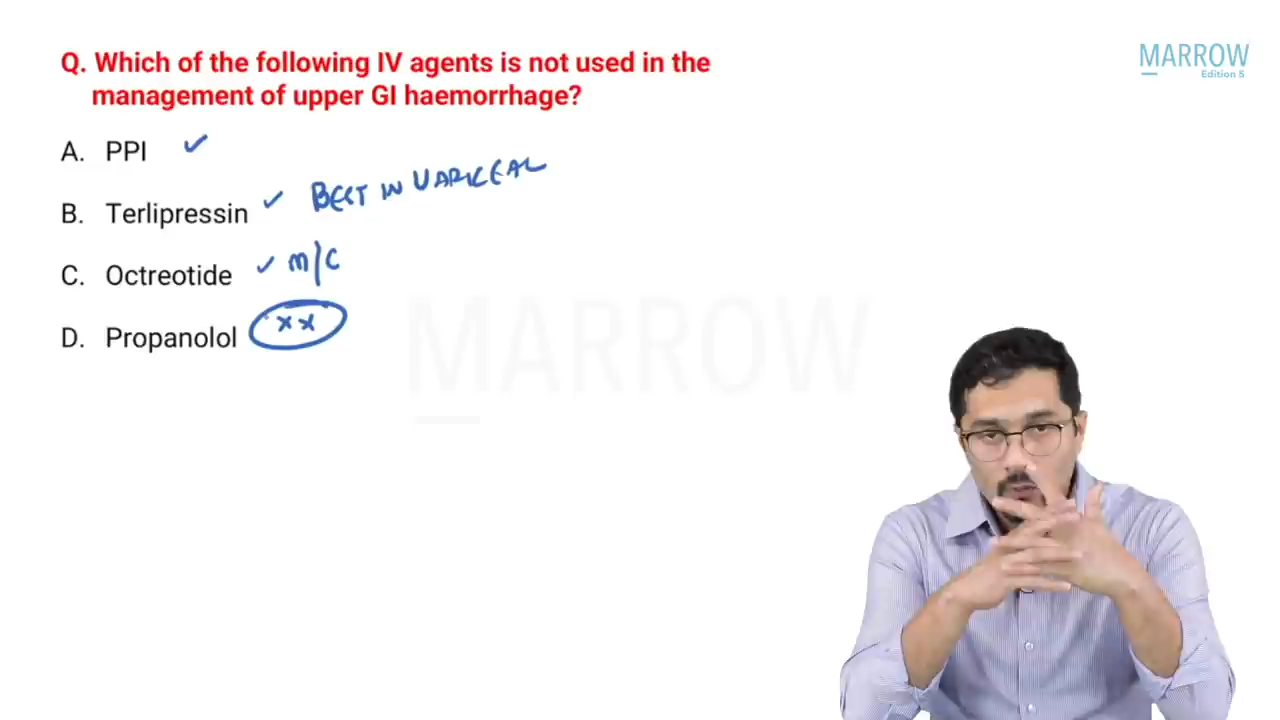 Q. Which of the following IV agents is not used in the
management of upper GI haemorrhage?
MARROW
Edition 5
A. PPI ✓
B. Terlipressin ✓ BEST IN VARICEAL
C. Octreotide ✓ M/C
D. Propanolol xx
MARROW